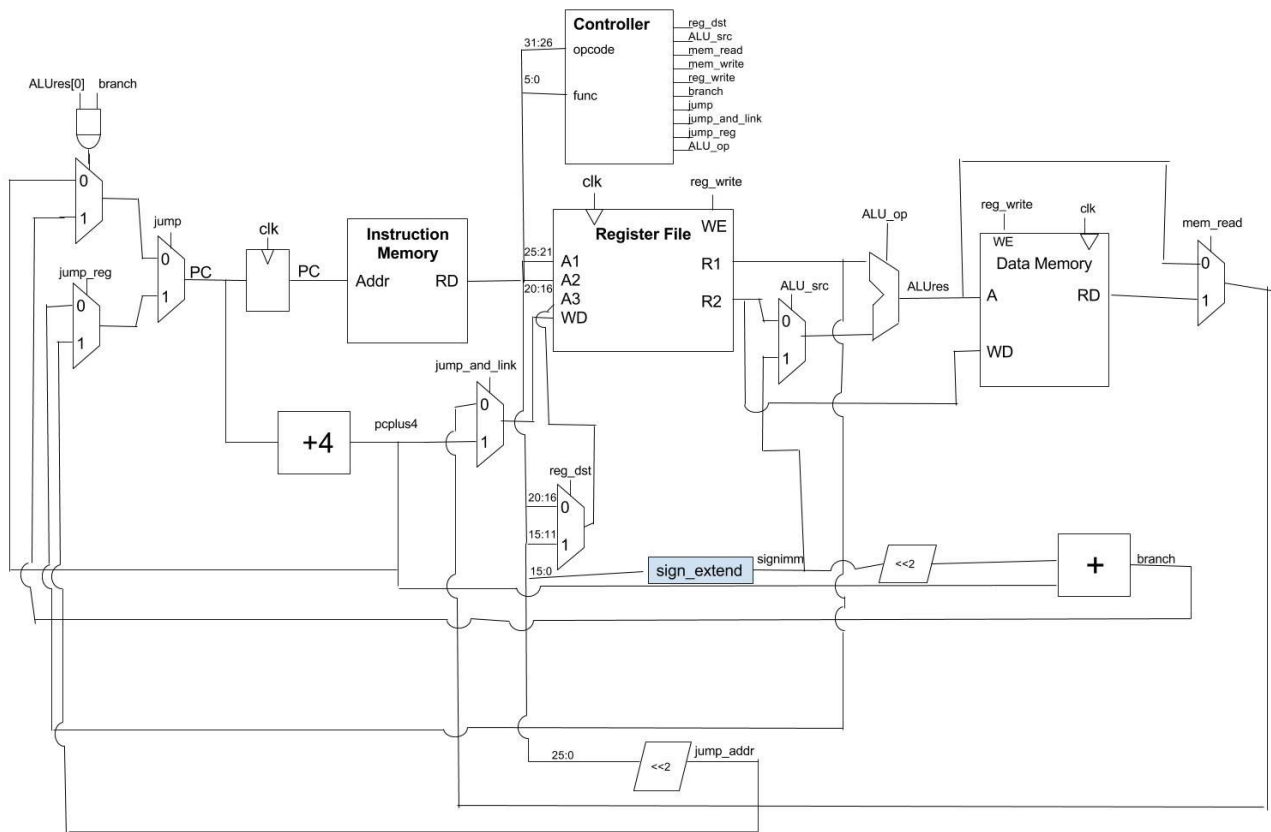 Controller
31:26
opcode
5:0
func
reg_dst
ALU_src
mem_read
mem_write
reg_write
branch
jump
jump_and_link
jump_reg
ALU_op
ALUres[0] branch
0
1
jump
0
1
PC
jump_reg
0
1
clk
PC
Instruction
Memory
Addr RD
clk
reg_write
Register File
WE
25:21
A1
A2
20:16
A3
WD
R1
R2
ALU_src
0
1
ALU_op
ALUres
reg_write
WE
clk
Data Memory
A
RD
WD
mem_read
0
1
jump_and_link
0
1
+4
pcplus4
reg_dst
20:16
0
15:11
1
15:0
sign_extend
signimm
<<2
+
branch
25:0
<<2
jump_addr